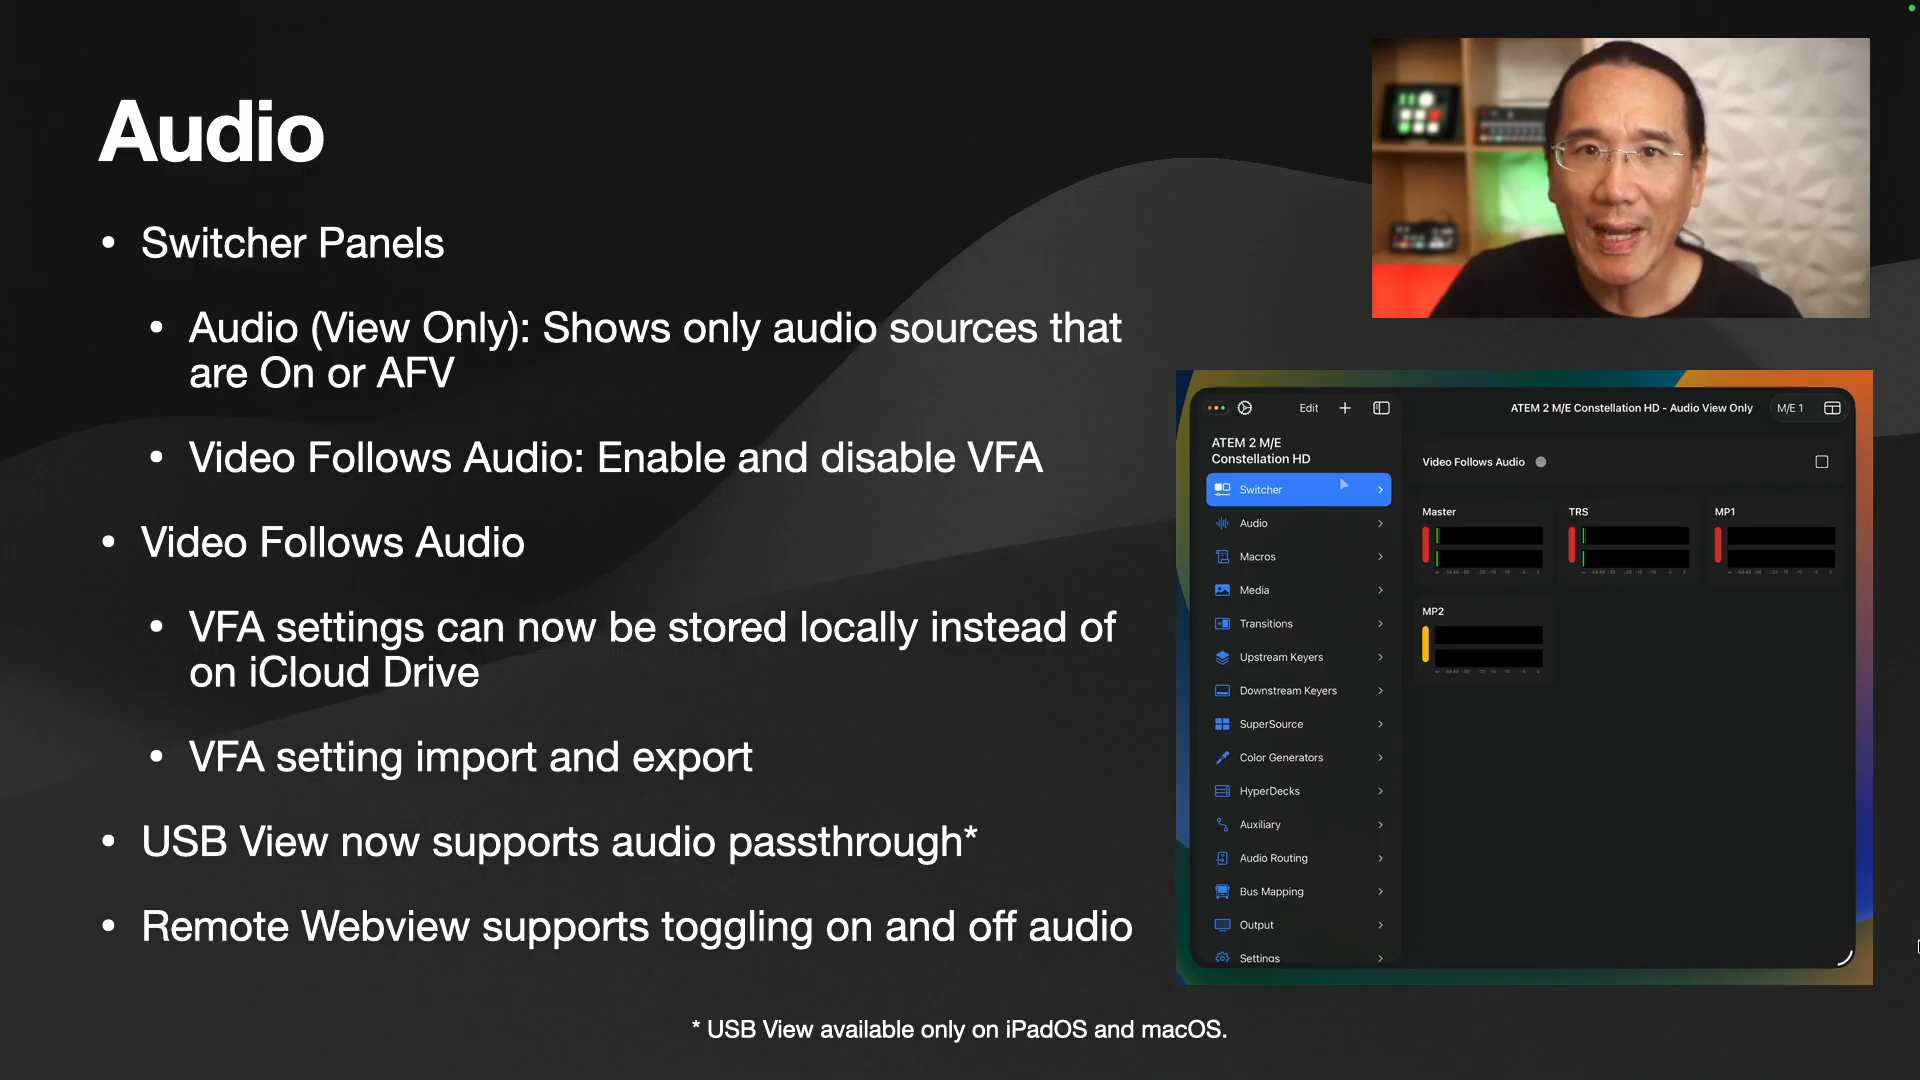 Audio
• Switcher Panels
• Audio (View Only): Shows only audio sources that
are On or AFV
• Video Follows Audio: Enable and disable VFA
• Video Follows Audio
• VFA settings can now be stored locally instead of
on iCloud Drive
• VFA setting import and export
• USB View now supports audio passthrough*
• Remote Webview supports toggling on and off audio
* USB View available only on iPadOS and macOS.
Edit
ATEM 2 M/E Constellation HD - Audio View Only
M/E 1
ATEM 2 M/E
Constellation HD
Switcher
Audio
Macros
Media
Transitions
Upstream Keyers
Downstream Keyers
SuperSource
Color Generators
HyperDecks
Auxiliary
Audio Routing
Bus Mapping
Output
Settings
Video Follows Audio
Master
TRS
MP1
MP2